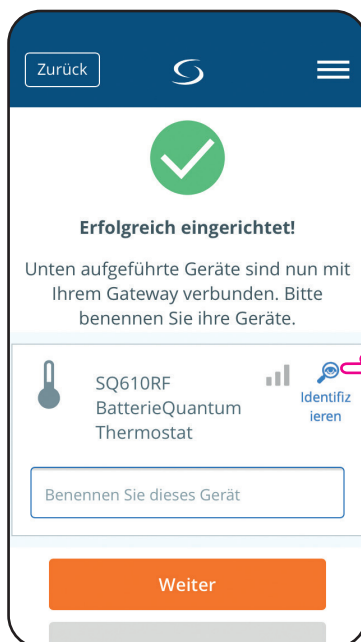 Zurück
Erfolgreich eingerichtet!
Unten aufgeführte Geräte sind nun mit
Ihrem Gateway verbunden. Bitte
benennen Sie ihre Geräte.
SQ610RF
BatterieQuantum
Thermostat
Identifiz
ieren
Benennen Sie dieses Gerät
Weiter